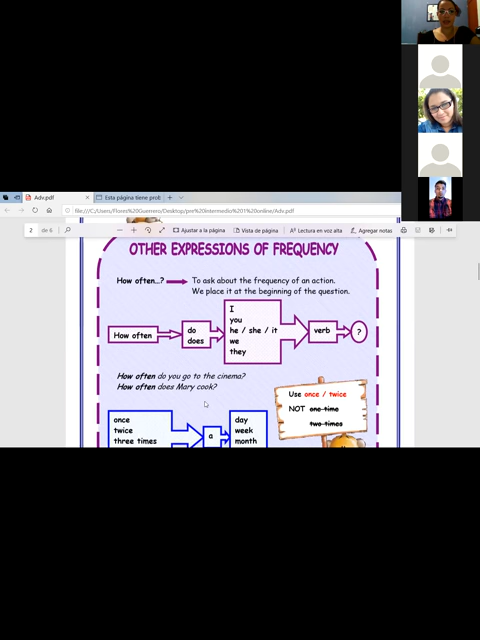 Adv.pdf
Esta página tiene prob
file:///C:/Users/Flores%20Guerrero/Desktop/pre%20intermedio%201%20online/Adv.pdf
2 de 6
Ajustar a la página
Vista de página
Lectura en voz alta
Agregar notas
OTHER EXPRESSIONS OF FREQUENCY
How often...?
To ask about the frequency of an action.
We place it at the beginning of the question.
How often
do
does
I
you
he / she / it
we
they
verb
?
How often do you go to the cinema?
How often does Mary cook?
once
twice
three times
a
day
week
month
Use once / twice
NOT one time
two times